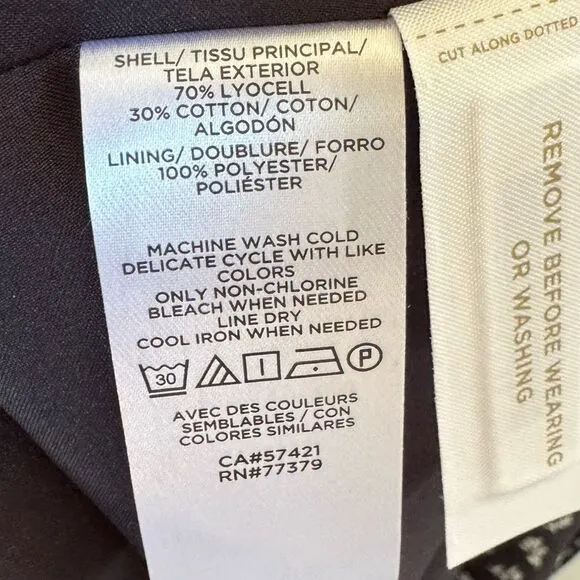 SHELL/ TISSU PRINCIPAL/
TELA EXTERIOR
70% LYOCELL
30% COTTON/ COTON/
ALGODÓN
LINING/ DOUBLURE/ FORRO
100% POLYESTER/
POLIÉSTER
MACHINE WASH COLD
DELICATE CYCLE WITH LIKE
COLORS
ONLY NON-CHLORINE
BLEACH WHEN NEEDED
LINE DRY
COOL IRON WHEN NEEDED
30 P
AVEC DES COULEURS
SEMBLABLES / CON
COLORES SIMILARES
CA#57421
RN#77379
CUT ALONG DOTTED
REMOVE BEFORE WEARING
OR WASHING